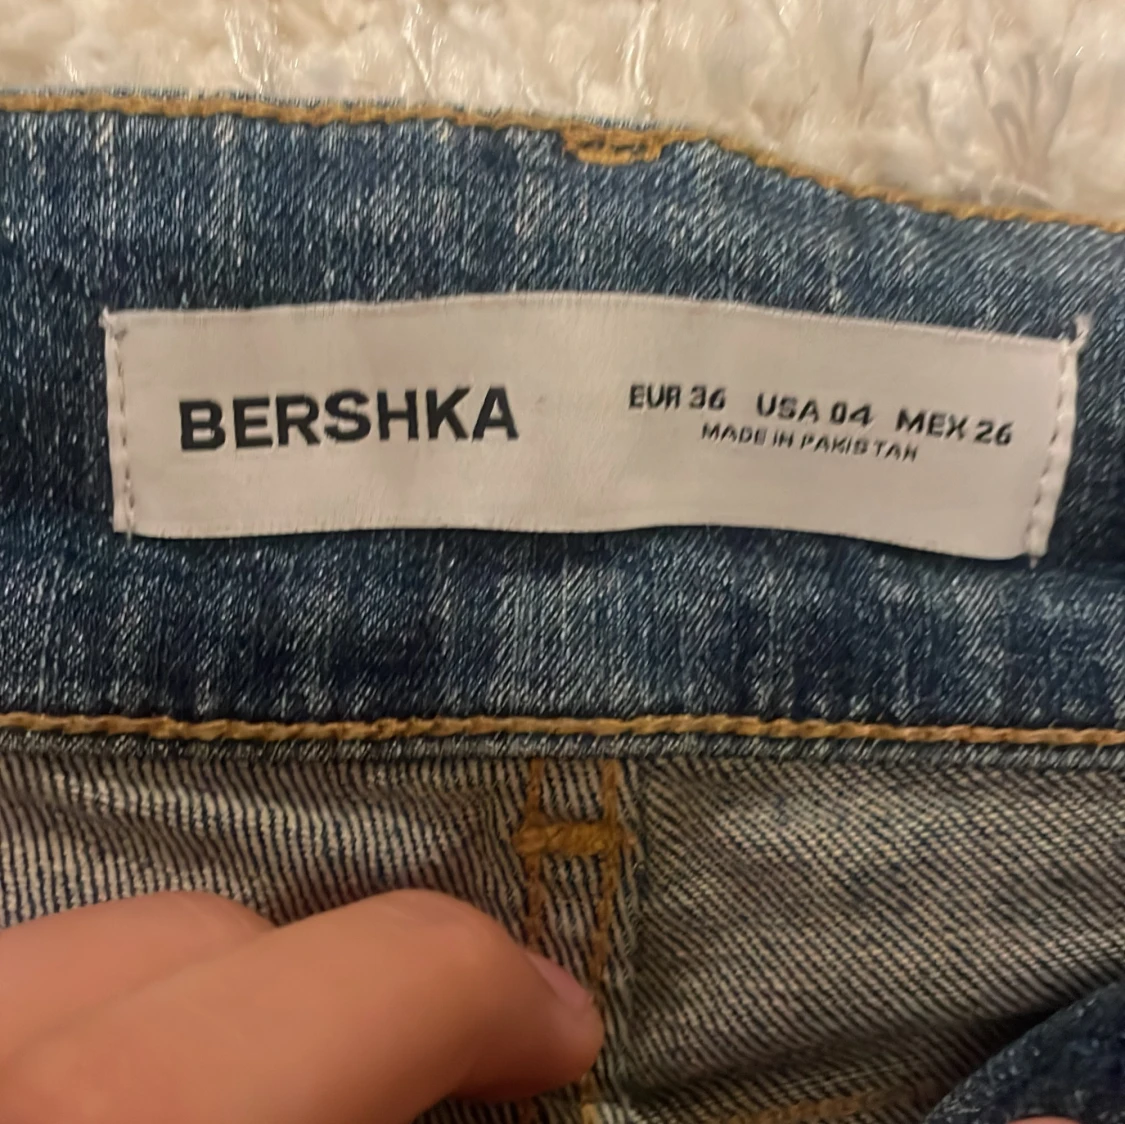 BERSHKA
EUR 36 USA 04 MEX 26
MADE IN PAKISTAN